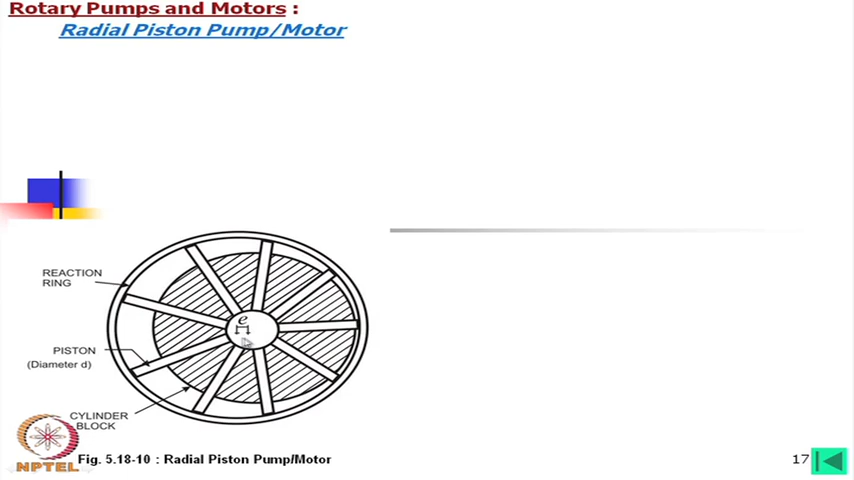 Rotary Pumps and Motors :
Radial Piston Pump/Motor
REACTION
RING
e
PISTON
(Diameter d)
CYLINDER
BLOCK
NPTEL
Fig. 5.18-10 : Radial Piston Pump/Motor
17